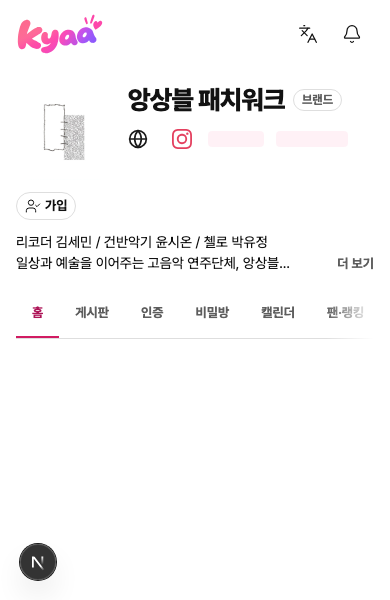 kyaa
앙상블 패치워크 브랜드
가입
리코더 김세민 / 건반악기 윤시온 / 첼로 박유정
일상과 예술을 이어주는 고음악 연주단체, 앙상블... 더 보기
홈 게시판 인증 비밀방 캘린더 팬·랭킹
N